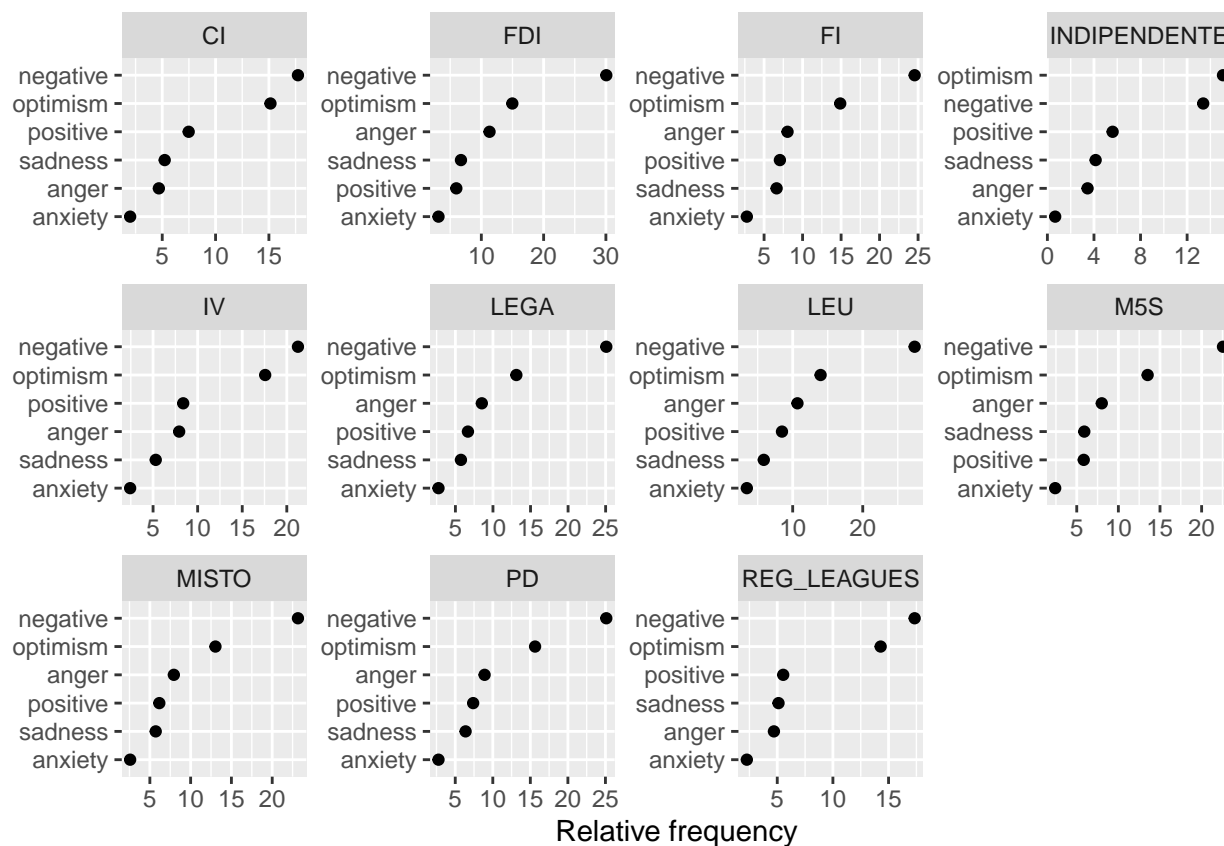 CI
negative
optimism
positive
sadness
anger
anxiety
5 10 15
FDI
negative
optimism
anger
sadness
positive
anxiety
10 20 30
FI
negative
optimism
anger
positive
sadness
anxiety
5 10 15 20 25
INDIPENDENTE
optimism
negative
positive
sadness
anger
anxiety
0 4 8 12
IV
negative
optimism
positive
anger
sadness
anxiety
5 10 15 20
LEGA
negative
optimism
anger
positive
sadness
anxiety
5 10 15 20 25
LEU
negative
optimism
anger
positive
sadness
anxiety
10 20
M5S
negative
optimism
anger
sadness
positive
anxiety
5 10 15 20
MISTO
negative
optimism
anger
positive
sadness
anxiety
5 10 15 20
PD
negative
optimism
anger
positive
sadness
anxiety
5 10 15 20 25
REG_LEAGUES
negative
optimism
positive
sadness
anger
anxiety
5 10 15
Relative frequency